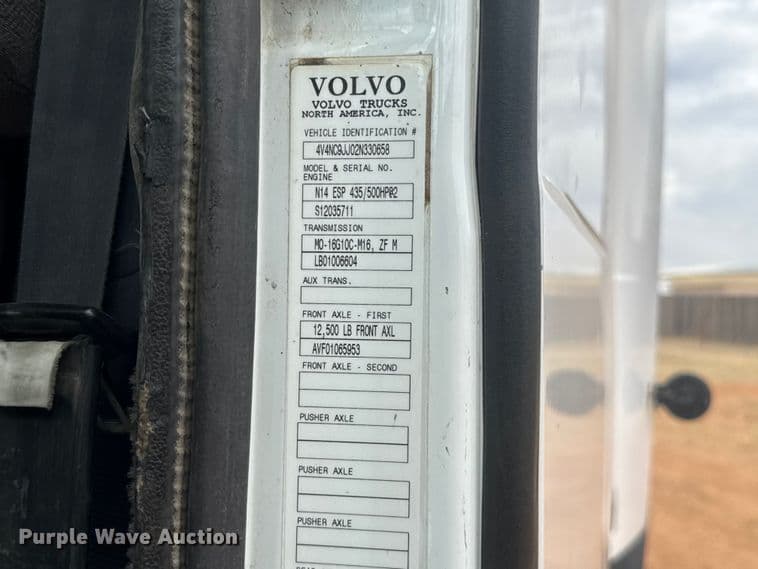 VOLVO
VOLVO TRUCKS
NORTH AMERICA, INC.
VEHICLE IDENTIFICATION #
4V4NC9JJ02N330658
MODEL & SERIAL NO.
ENGINE
N14 ESP 435/500HP@2
S12035711
TRANSMISSION
MO-16G10C-M16, ZF M
LB01006604
AUX TRANS.
FRONT AXLE - FIRST
12,500 LB FRONT AXL
AVF01065953
FRONT AXLE - SECOND
PUSHER AXLE
PUSHER AXLE
PUSHER AXLE
Purple Wave Auction